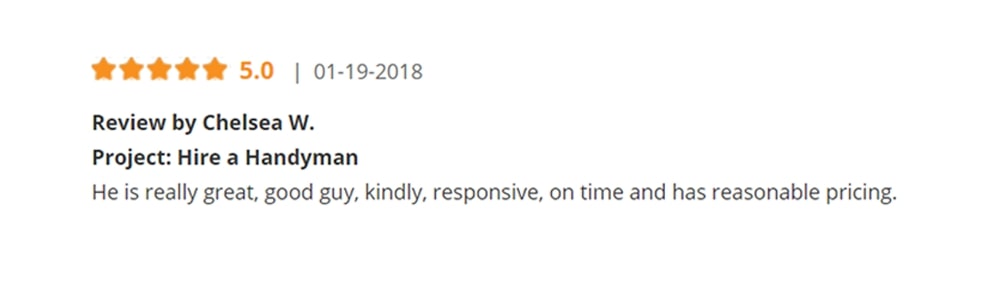 5.0 | 01-19-2018
Review by Chelsea W.
Project: Hire a Handyman
He is really great, good guy, kindly, responsive, on time and has reasonable pricing.